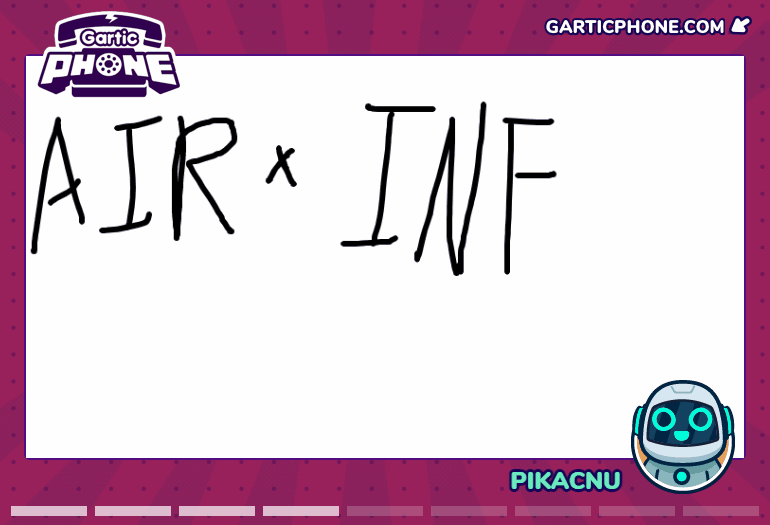 Gartic
PHONE
GARTICPHONE.COM
AIR x INF
PIKACNU